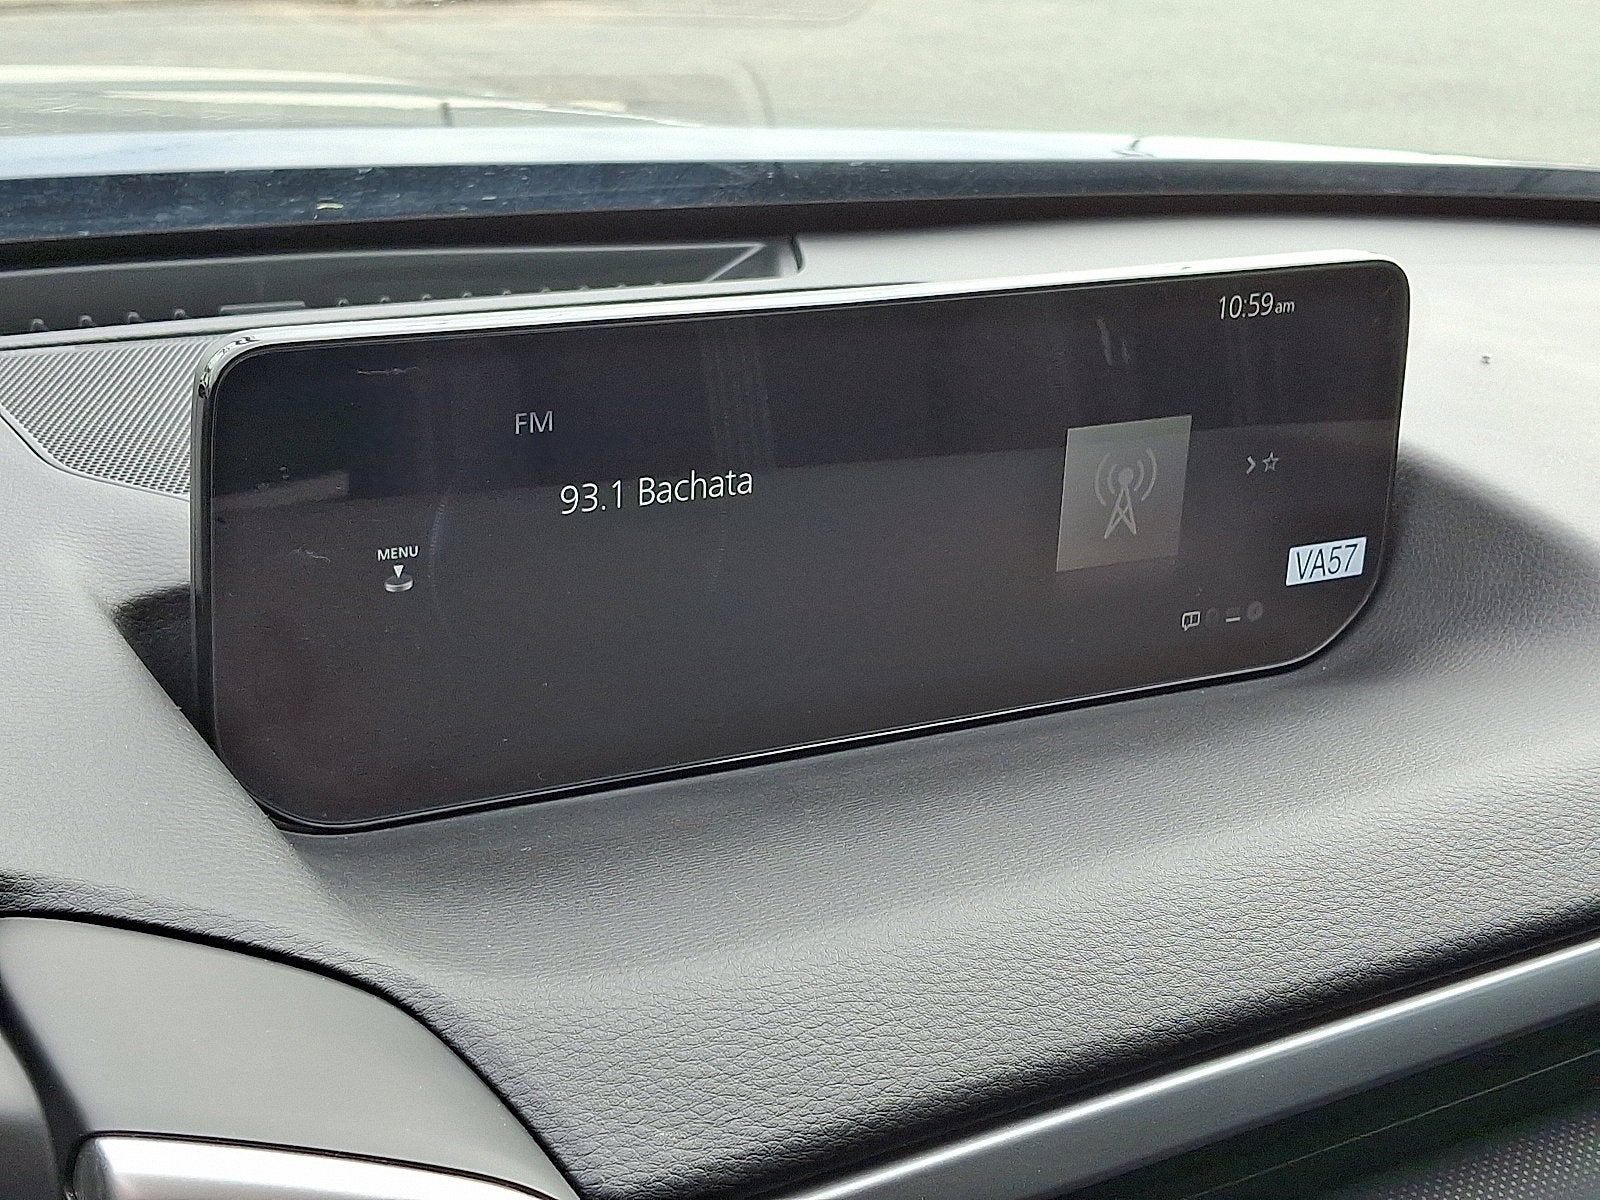 10:59am
FM
93.1 Bachata
MENU
VA57